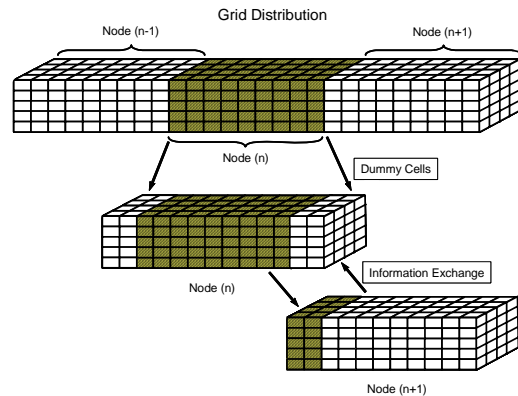 Grid Distribution
Node (n-1)
Node (n+1)
Node (n)
Dummy Cells
Information Exchange
Node (n)
Node (n+1)